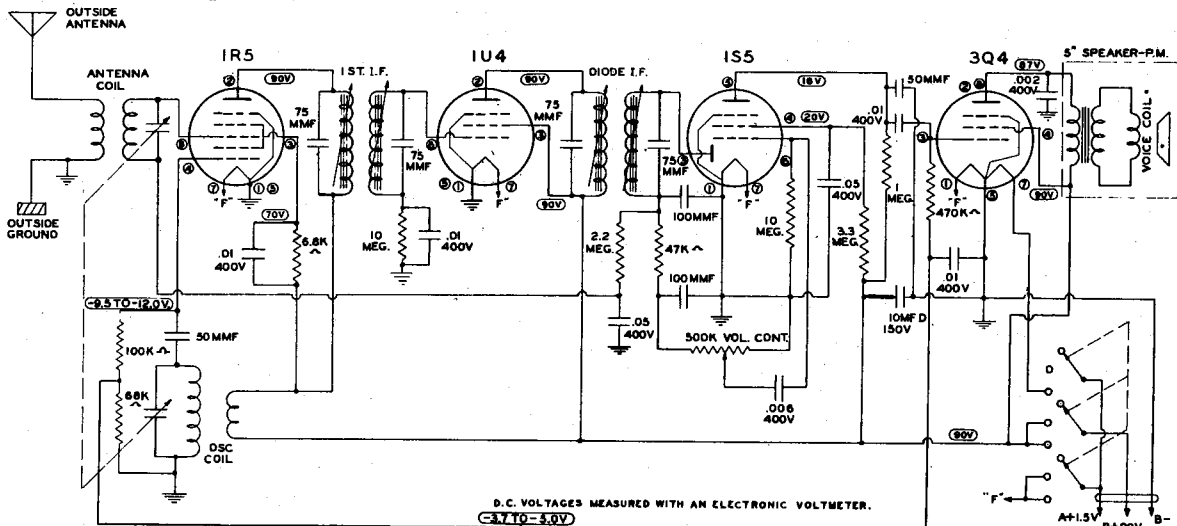 OUTSIDE
ANTENNA
ANTENNA
COIL
OUTSIDE
GROUND
1R5
1ST. I.F.
1U4
DIODE I.F.
1S5
3Q4
5" SPEAKER-P.M.
VOICE COIL.
90V
75
MMF
75
MMF
75
MMF
75
MMF
16V
20V
50MMF
.01
400V
87V
.002
400V
90V
70V
90V
"F"
"F"
"F"
"F"
.01
400V
6.8K
10
MEG.
.01
400V
2.2
MEG.
47K
100MMF
100MMF
10
MEG.
.05
400V
3.3
MEG.
1
MEG.
470K
.01
400V
10MFD
150V
.05
400V
500K VOL. CONT.
.006
400V
-9.5 TO -12.0V
100K
50MMF
68K
OSC
COIL
90V
"F"
A+1.5V
B-
D.C. VOLTAGES MEASURED WITH AN ELECTRONIC VOLTMETER.
-3.7 TO -5.0V